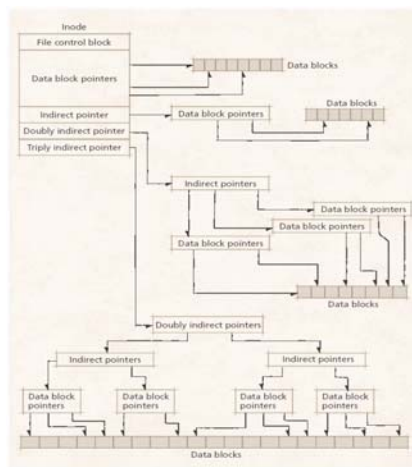 Inode
File control block
Data block pointers
Data blocks
Indirect pointer
Data block pointers
Data blocks
Doubly indirect pointer
Triply indirect pointer
Indirect pointers
Data block pointers
Data block pointers
Data block pointers
Data blocks
Doubly indirect pointers
Indirect pointers
Indirect pointers
Data block
pointers
Data block
pointers
Data block
pointers
Data block
pointers
Data blocks